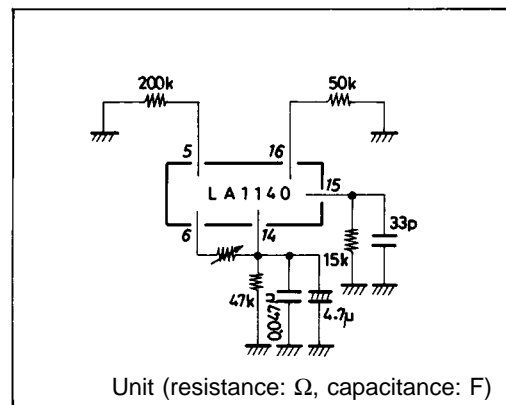 200k
50k
5
16
LA1140
15
6
14
15k
33p
47k
0.047µ
4.7µ
Unit (resistance: Ω, capacitance: F)